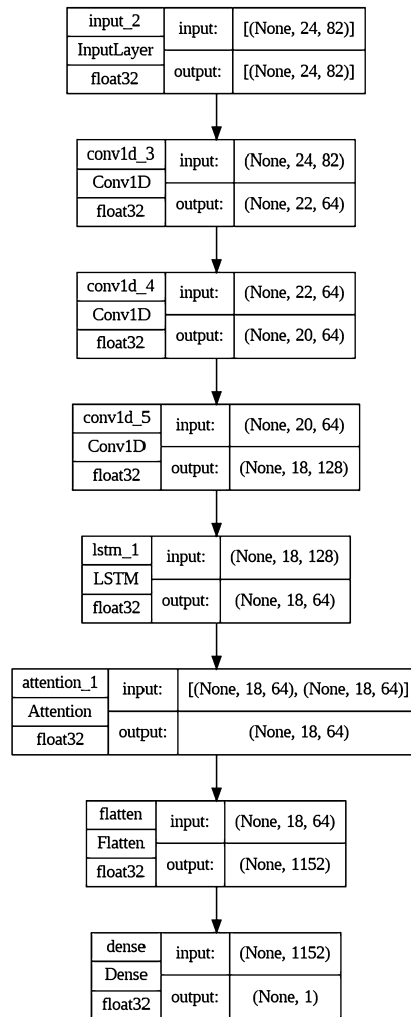 input_2
InputLayer
float32
input:
[(None, 24, 82)]
output:
[(None, 24, 82)]
conv1d_3
Conv1D
float32
input:
(None, 24, 82)
output:
(None, 22, 64)
conv1d_4
Conv1D
float32
input:
(None, 22, 64)
output:
(None, 20, 64)
conv1d_5
Conv1D
float32
input:
(None, 20, 64)
output:
(None, 18, 128)
lstm_1
LSTM
float32
input:
(None, 18, 128)
output:
(None, 18, 64)
attention_1
Attention
float32
input:
[(None, 18, 64), (None, 18, 64)]
output:
(None, 18, 64)
flatten
Flatten
float32
input:
(None, 18, 64)
output:
(None, 1152)
dense
Dense
float32
input:
(None, 1152)
output:
(None, 1)